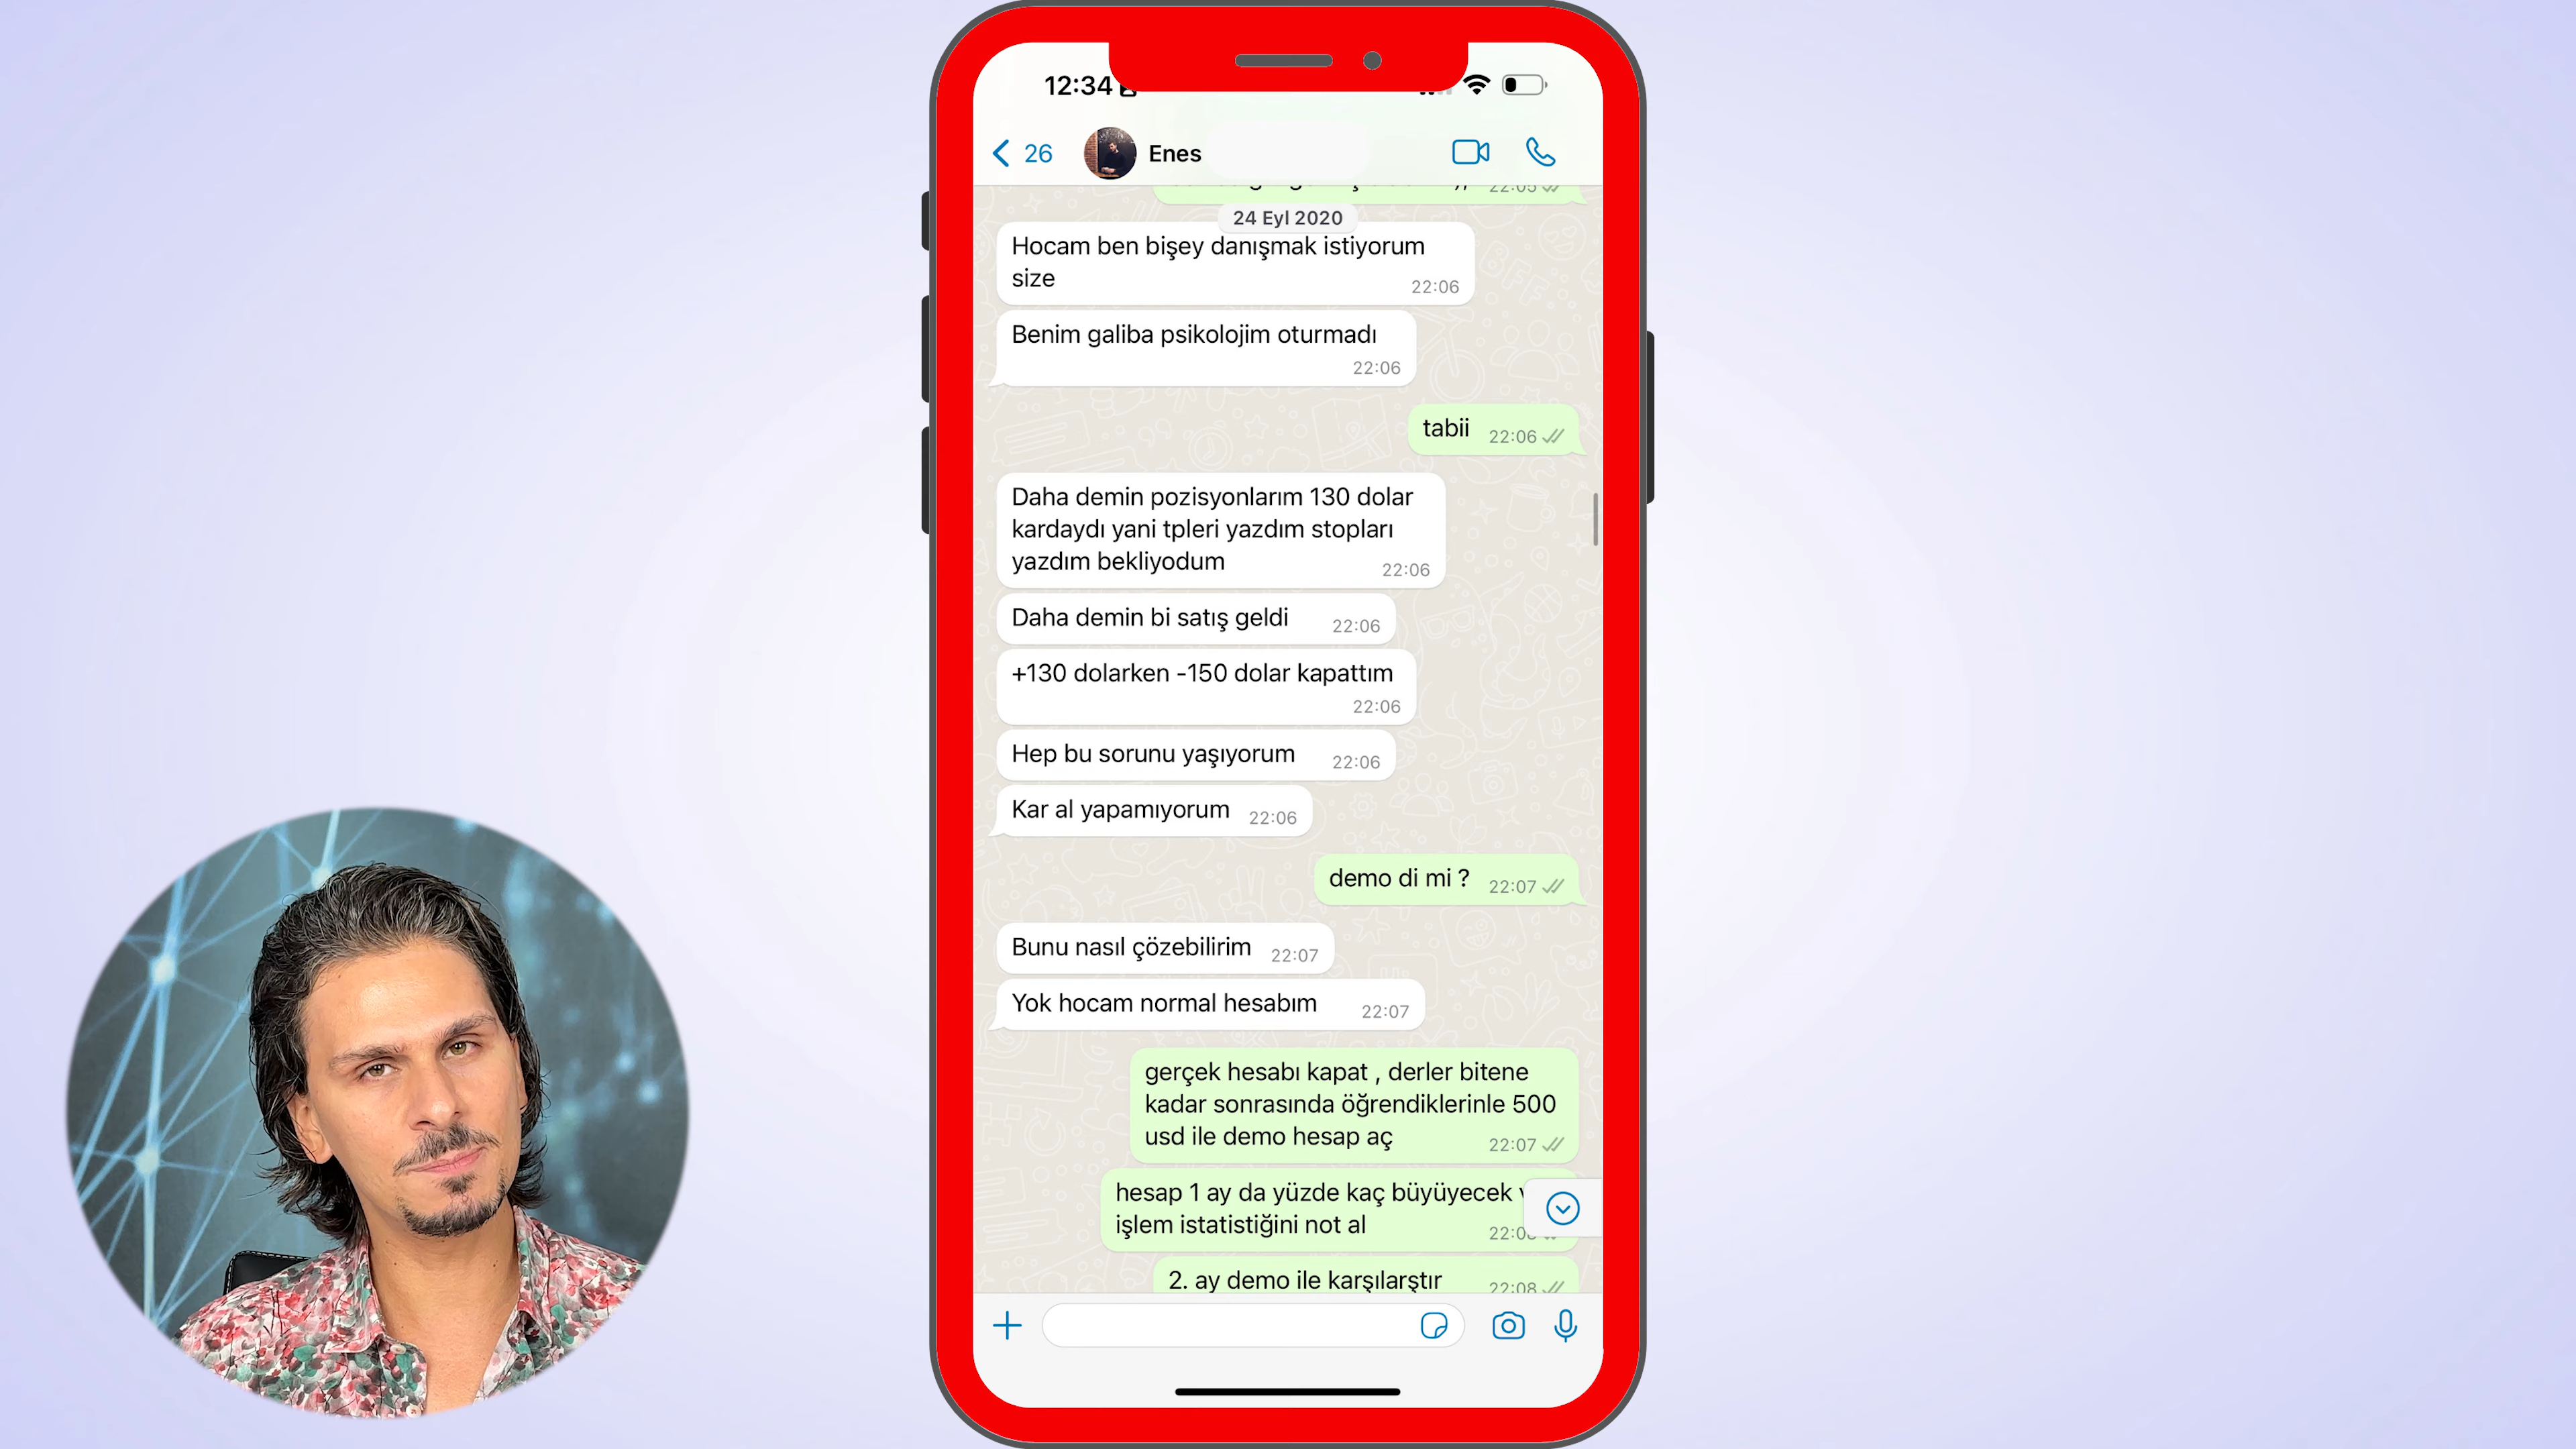 12:34
26
Enes
22:05
24 Eyl 2020
Hocam ben bişey danışmak istiyorum
size
22:06
Benim galiba psikolojim oturmadı
22:06
tabii 22:06
Daha demin pozisyonlarım 130 dolar
kardaydı yani tpleri yazdım stopları
yazdım bekliyodum 22:06
Daha demin bi satış geldi 22:06
+130 dolarken -150 dolar kapattım
22:06
Hep bu sorunu yaşıyorum 22:06
Kar al yapamıyorum 22:06
demo di mi ? 22:07
Bunu nasıl çözebilirim 22:07
Yok hocam normal hesabım 22:07
gerçek hesabı kapat , derler bitene
kadar sonrasında öğrendiklerinle 500
usd ile demo hesap aç 22:07
hesap 1 ay da yüzde kaç büyüyecek
işlem istatistiğini not al
2. ay demo ile karşılarştır 22:08